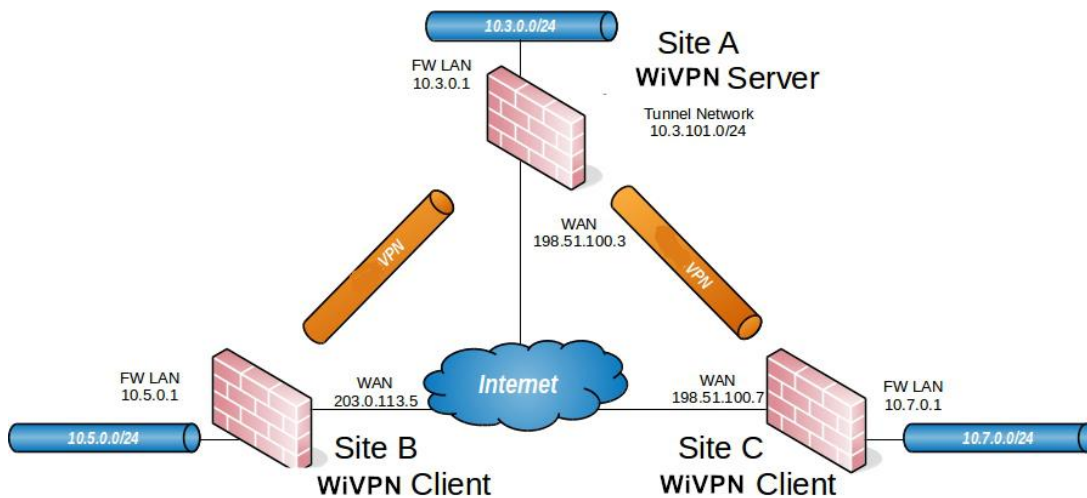 10.3.0.0/24
Site A
WiVPN Server
FW LAN
10.3.0.1
Tunnel Network
10.3.101.0/24
WAN
198.51.100.3
VPN
VPN
Internet
FW LAN
10.5.0.1
WAN
203.0.113.5
WAN
198.51.100.7
FW LAN
10.7.0.1
10.5.0.0/24
Site B
WiVPN Client
Site C
WiVPN Client
10.7.0.0/24